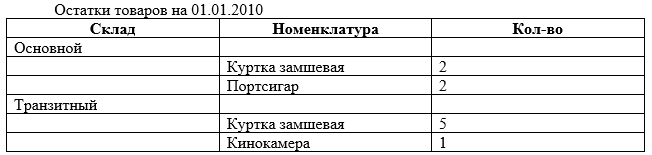 Остатки товаров на 01.01.2010
Склад Номенклатура Кол-во
Основной
Куртка замшевая 2
Портсигар 2
Транзитный
Куртка замшевая 5
Кинокамера 1